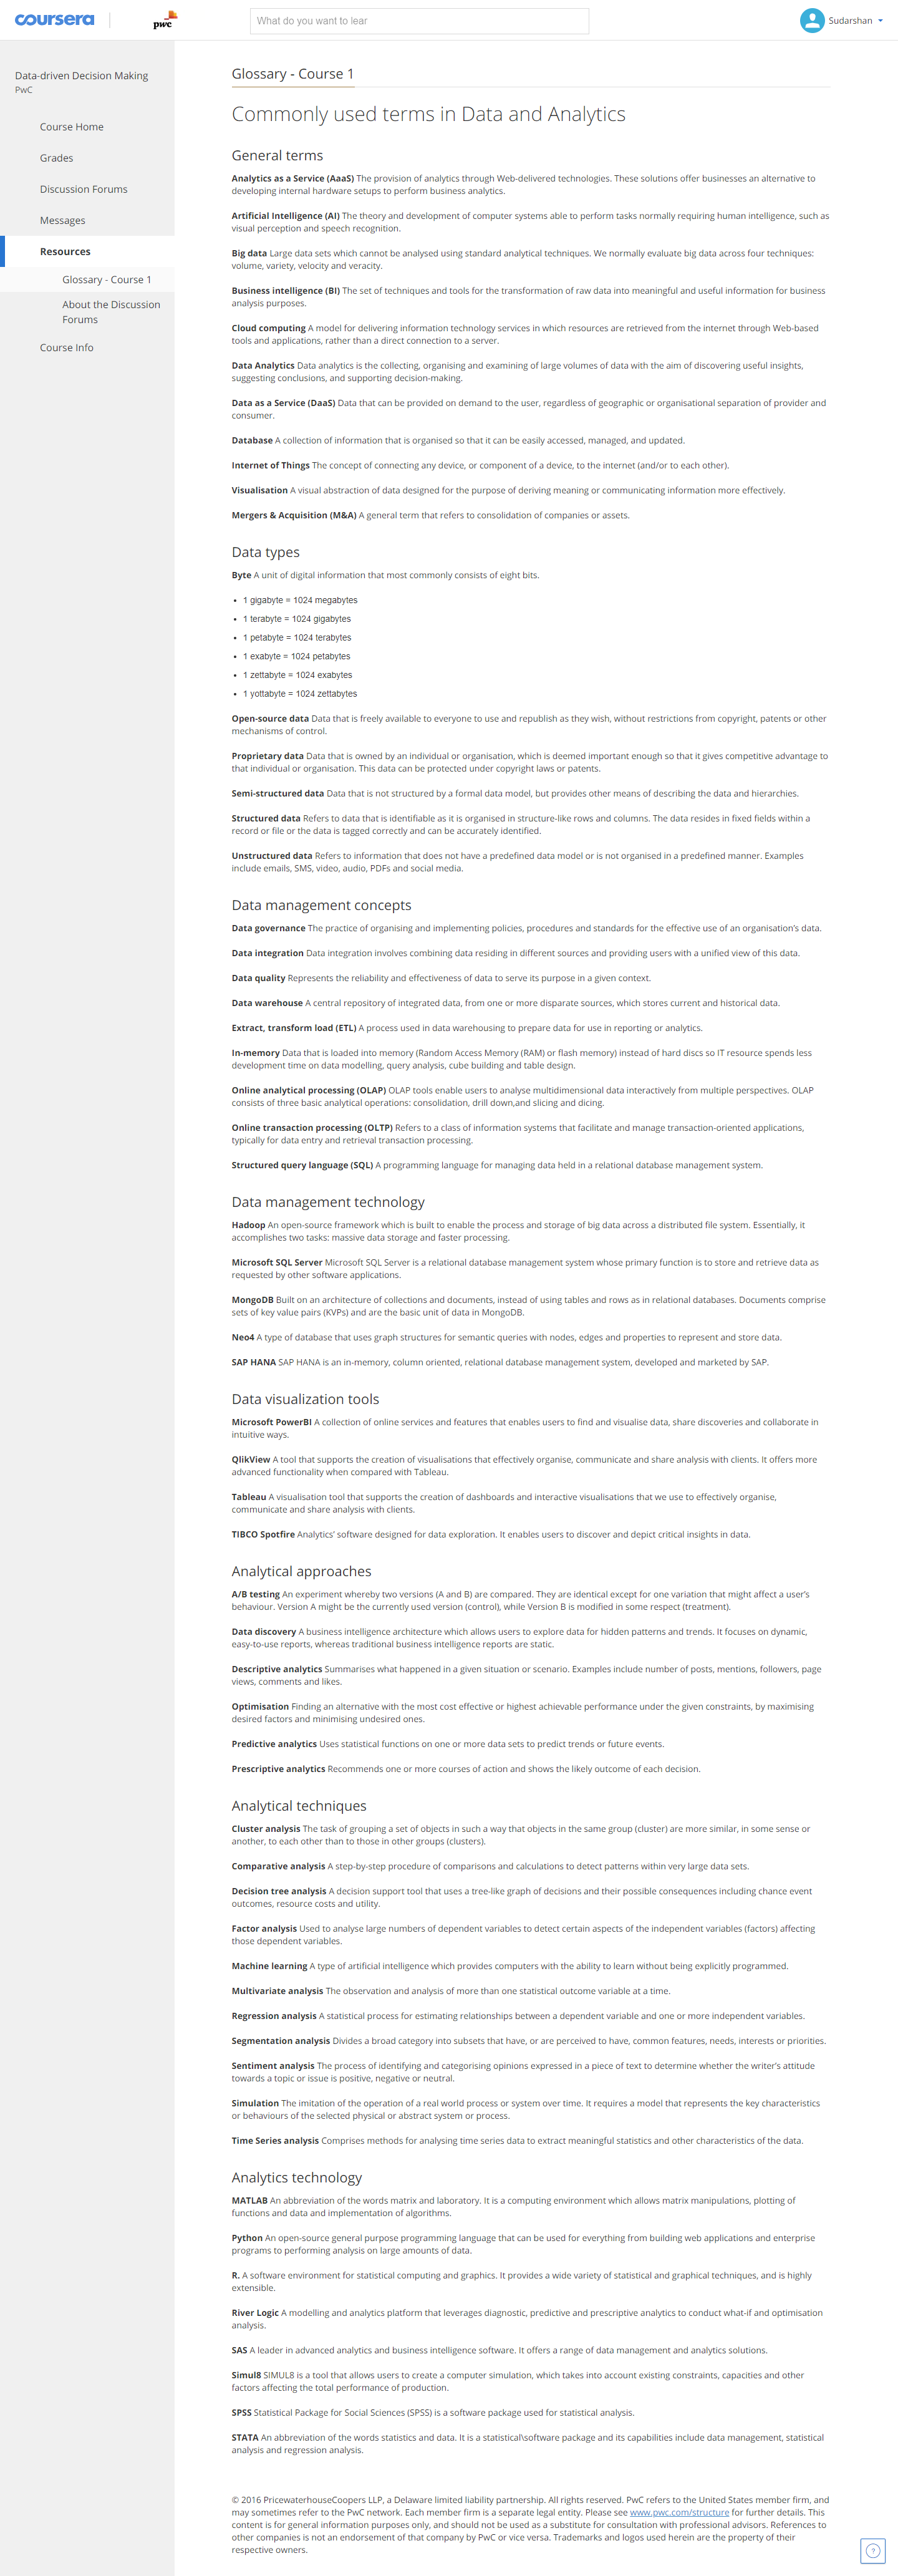 coursera
pwc
What do you want to lear
Sudarshan
Data-driven Decision Making
PwC
Course Home
Grades
Discussion Forums
Messages
Resources
Glossary - Course 1
About the Discussion
Forums
Course Info
Glossary - Course 1
Commonly used terms in Data and Analytics
General terms
Analytics as a Service (AaaS) The provision of analytics through Web-delivered technologies. These solutions offer businesses an alternative to
developing internal hardware setups to perform business analytics.
Artificial Intelligence (AI) The theory and development of computer systems able to perform tasks normally requiring human intelligence, such as
visual perception and speech recognition.
Big data Large data sets which cannot be analysed using standard analytical techniques. We normally evaluate big data across four techniques:
volume, variety, velocity and veracity.
Business intelligence (BI) The set of techniques and tools for the transformation of raw data into meaningful and useful information for business
analysis purposes.
Cloud computing A model for delivering information technology services in which resources are retrieved from the internet through Web-based
tools and applications, rather than a direct connection to a server.
Data Analytics Data analytics is the collecting, organising and examining of large volumes of data with the aim of discovering useful insights,
suggesting conclusions, and supporting decision-making.
Data as a Service (DaaS) Data that can be provided on demand to the user, regardless of geographic or organisational separation of provider and
consumer.
Database A collection of information that is organised so that it can be easily accessed, managed, and updated.
Internet of Things The concept of connecting any device, or component of a device, to the internet (and/or to each other).
Visualisation A visual abstraction of data designed for the purpose of deriving meaning or communicating information more effectively.
Mergers & Acquisition (M&A) A general term that refers to consolidation of companies or assets.
Data types
Byte A unit of digital information that most commonly consists of eight bits.
• 1 gigabyte = 1024 megabytes
• 1 terabyte = 1024 gigabytes
• 1 petabyte = 1024 terabytes
• 1 exabyte = 1024 petabytes
• 1 zettabyte = 1024 exabytes
• 1 yottabyte = 1024 zettabytes
Open-source data Data that is freely available to everyone to use and republish as they wish, without restrictions from copyright, patents or other
mechanisms of control.
Proprietary data Data that is owned by an individual or organisation, which is deemed important enough so that it gives competitive advantage to
that individual or organisation. This data can be protected under copyright laws or patents.
Semi-structured data Data that is not structured by a formal data model, but provides other means of describing the data and hierarchies.
Structured data Refers to data that is identifiable as it is organised in structure-like rows and columns. The data resides in fixed fields within a
record or file or the data is tagged correctly and can be accurately identified.
Unstructured data Refers to information that does not have a predefined data model or is not organised in a predefined manner. Examples
include emails, SMS, video, audio, PDFs and social media.
Data management concepts
Data governance The practice of organising and implementing policies, procedures and standards for the effective use of an organisation's data.
Data integration Data integration involves combining data residing in different sources and providing users with a unified view of this data.
Data quality Represents the reliability and effectiveness of data to serve its purpose in a given context.
Data warehouse A central repository of integrated data, from one or more disparate sources, which stores current and historical data.
Extract, transform load (ETL) A process used in data warehousing to prepare data for use in reporting or analytics.
In-memory Data that is loaded into memory (Random Access Memory (RAM) or flash memory) instead of hard discs so IT resource spends less
development time on data modelling, query analysis, cube building and table design.
Online analytical processing (OLAP) OLAP tools enable users to analyse multidimensional data interactively from multiple perspectives. OLAP
consists of three basic analytical operations: consolidation, drill down,and slicing and dicing.
Online transaction processing (OLTP) Refers to a class of information systems that facilitate and manage transaction-oriented applications,
typically for data entry and retrieval transaction processing.
Structured query language (SQL) A programming language for managing data held in a relational database management system.
Data management technology
Hadoop An open-source framework which is built to enable the process and storage of big data across a distributed file system. Essentially, it
accomplishes two tasks: massive data storage and faster processing.
Microsoft SQL Server Microsoft SQL Server is a relational database management system whose primary function is to store and retrieve data as
requested by other software applications.
MongoDB Built on an architecture of collections and documents, instead of using tables and rows as in relational databases. Documents comprise
sets of key value pairs (KVPs) and are the basic unit of data in MongoDB.
Neo4 A type of database that uses graph structures for semantic queries with nodes, edges and properties to represent and store data.
SAP HANA SAP HANA is an in-memory, column oriented, relational database management system, developed and marketed by SAP.
Data visualization tools
Microsoft PowerBI A collection of online services and features that enables users to find and visualise data, share discoveries and collaborate in
intuitive ways.
QlikView A tool that supports the creation of visualisations that effectively organise, communicate and share analysis with clients. It offers more
advanced functionality when compared with Tableau.
Tableau A visualisation tool that supports the creation of dashboards and interactive visualisations that we use to effectively organise,
communicate and share analysis with clients.
TIBCO Spotfire Analytics' software designed for data exploration. It enables users to discover and depict critical insights in data.
Analytical approaches
A/B testing An experiment whereby two versions (A and B) are compared. They are identical except for one variation that might affect a user's
behaviour. Version A might be the currently used version (control), while Version B is modified in some respect (treatment).
Data discovery A business intelligence architecture which allows users to explore data for hidden patterns and trends. It focuses on dynamic,
easy-to-use reports, whereas traditional business intelligence reports are static.
Descriptive analytics Summarises what happened in a given situation or scenario. Examples include number of posts, mentions, followers, page
views, comments and likes.
Optimisation Finding an alternative with the most cost effective or highest achievable performance under the given constraints, by maximising
desired factors and minimising undesired ones.
Predictive analytics Uses statistical functions on one or more data sets to predict trends or future events.
Prescriptive analytics Recommends one or more courses of action and shows the likely outcome of each decision.
Analytical techniques
Cluster analysis The task of grouping a set of objects in such a way that objects in the same group (cluster) are more similar, in some sense or
another, to each other than to those in other groups (clusters).
Comparative analysis A step-by-step procedure of comparisons and calculations to detect patterns within very large data sets.
Decision tree analysis A decision support tool that uses a tree-like graph of decisions and their possible consequences including chance event
outcomes, resource costs and utility.
Factor analysis Used to analyse large numbers of dependent variables to detect certain aspects of the independent variables (factors) affecting
those dependent variables.
Machine learning A type of artificial intelligence which provides computers with the ability to learn without being explicitly programmed.
Multivariate analysis The observation and analysis of more than one statistical outcome variable at a time.
Regression analysis A statistical process for estimating relationships between a dependent variable and one or more independent variables.
Segmentation analysis Divides a broad category into subsets that have, or are perceived to have, common features, needs, interests or priorities.
Sentiment analysis The process of identifying and categorising opinions expressed in a piece of text to determine whether the writer's attitude
towards a topic or issue is positive, negative or neutral.
Simulation The imitation of the operation of a real world process or system over time. It requires a model that represents the key characteristics
or behaviours of the selected physical or abstract system or process.
Time Series analysis Comprises methods for analysing time series data to extract meaningful statistics and other characteristics of the data.
Analytics technology
MATLAB An abbreviation of the words matrix and laboratory. It is a computing environment which allows matrix manipulations, plotting of
functions and data and implementation of algorithms.
Python An open-source general purpose programming language that can be used for everything from building web applications and enterprise
programs to performing analysis on large amounts of data.
R. A software environment for statistical computing and graphics. It provides a wide variety of statistical and graphical techniques, and is highly
extensible.
River Logic A modelling and analytics platform that leverages diagnostic, predictive and prescriptive analytics to conduct what-if and optimisation
analysis.
SAS A leader in advanced analytics and business intelligence software. It offers a range of data management and analytics solutions.
Simul8 SIMUL8 is a tool that allows users to create a computer simulation, which takes into account existing constraints, capacities and other
factors affecting the total performance of production.
SPSS Statistical Package for Social Sciences (SPSS) is a software package used for statistical analysis.
STATA An abbreviation of the words statistics and data. It is a statistical\software package and its capabilities include data management, statistical
analysis and regression analysis.
© 2016 PricewaterhouseCoopers LLP, a Delaware limited liability partnership. All rights reserved. PwC refers to the United States member firm, and
may sometimes refer to the PwC network. Each member firm is a separate legal entity. Please see www.pwc.com/structure for further details. This
content is for general information purposes only, and should not be used as a substitute for consultation with professional advisors. References to
other companies is not an endorsement of that company by PwC or vice versa. Trademarks and logos used herein are the property of their
respective owners.
?